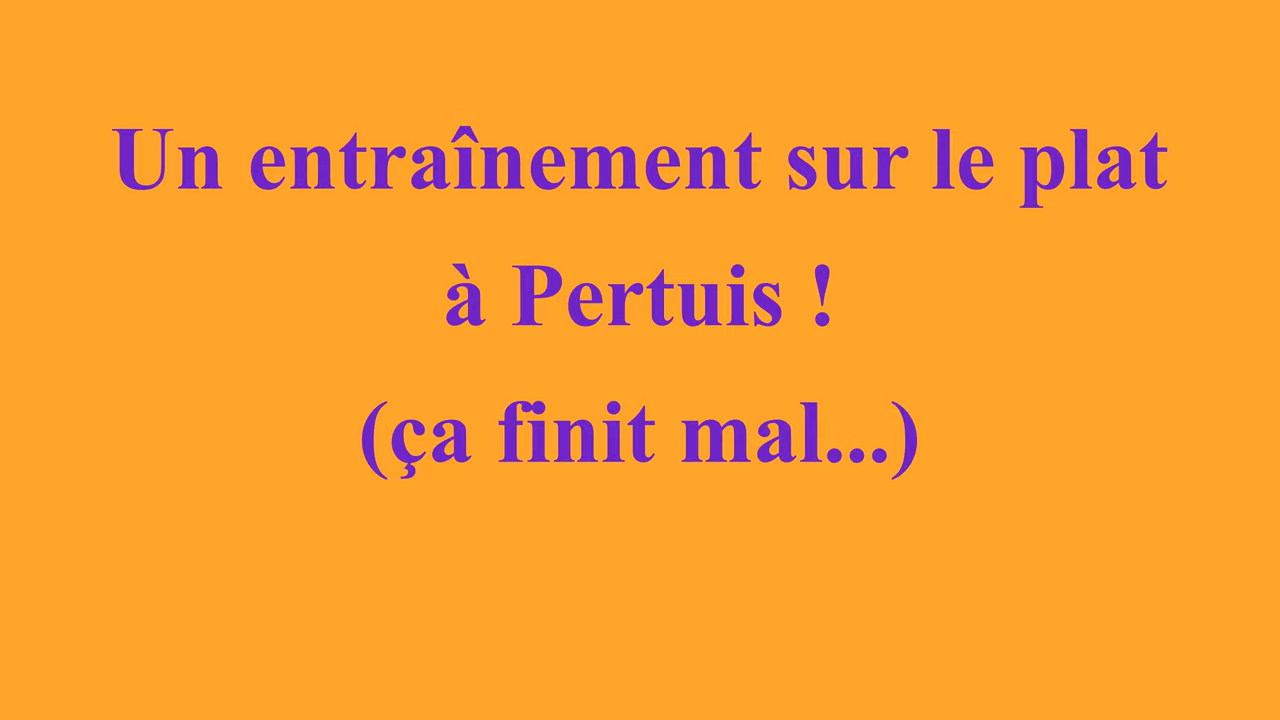 Un entraînement sur le plat
à Pertuis !
(ça finit mal...)